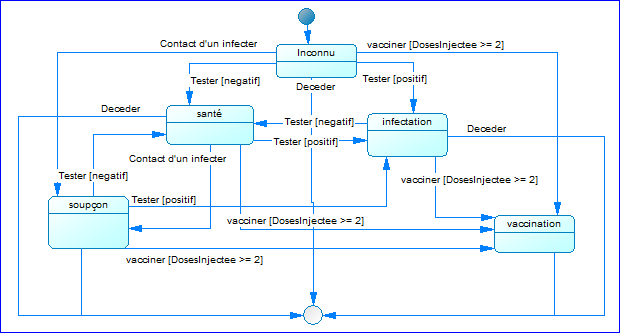 Contact d'un infecter
Inconnu
vacciner [DosesInjectee >= 2]
Tester [negatif]
Deceder
Tester [positif]
Deceder
santé
Tester [negatif]
infectation
Deceder
Tester [positif]
Contact d'un infecter
Tester [negatif]
vacciner [DosesInjectee >= 2]
soupçon
Tester [positif]
vacciner [DosesInjectee >= 2]
vaccination
vacciner [DosesInjectee >= 2]